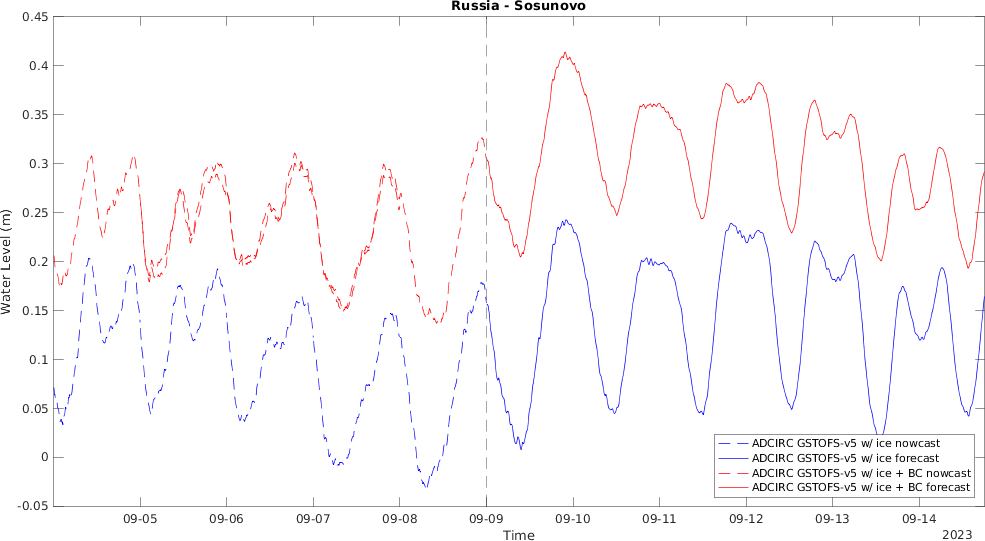 Russia - Sosunovo
0.45
0.4
0.35
0.3
0.25
0.2
0.15
0.1
0.05
0
-0.05
Water Level (m)
ADCIRC GSTOFS-v5 w/ ice nowcast
ADCIRC GSTOFS-v5 w/ ice forecast
ADCIRC GSTOFS-v5 w/ ice + BC nowcast
ADCIRC GSTOFS-v5 w/ ice + BC forecast
09-05 09-06 09-07 09-08 09-09 09-10 09-11 09-12 09-13 09-14
Time
2023